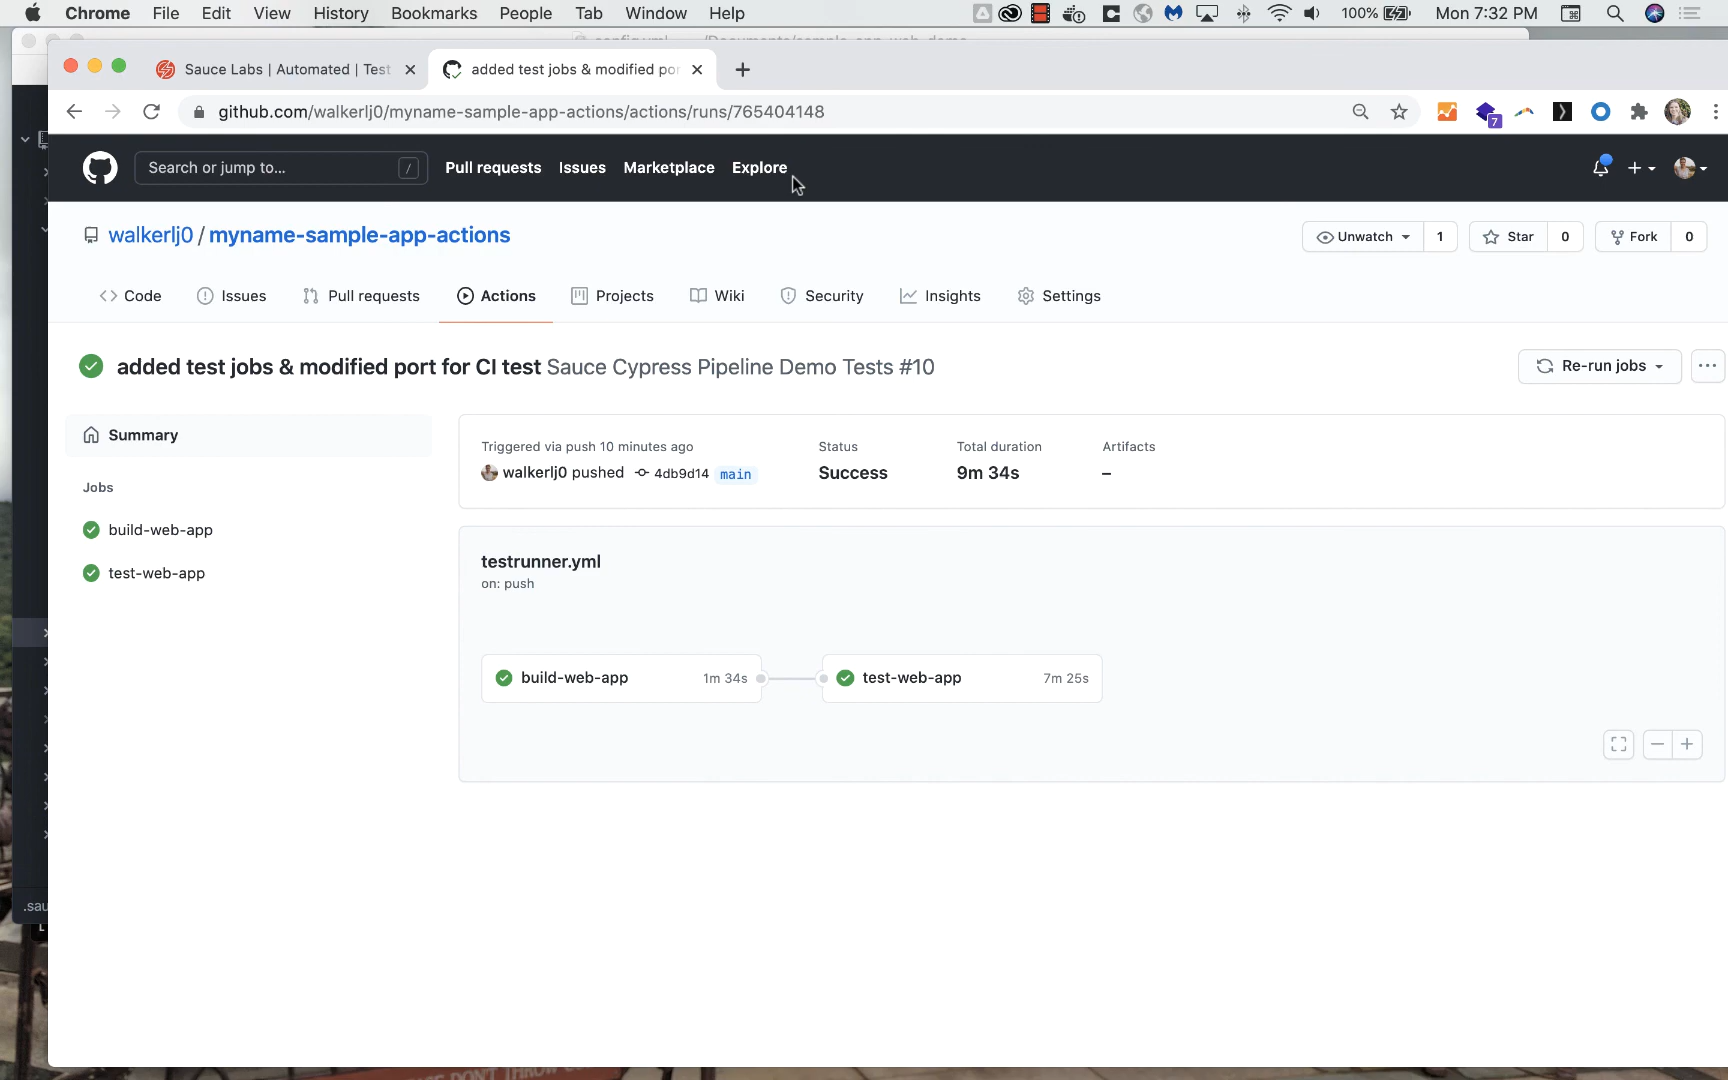 Chrome File Edit View History Bookmarks People Tab Window Help 100% Mon 7:32 PM
Sauce Labs | Automated | Test
added test jobs & modified por
github.com/walkerlj0/myname-sample-app-actions/actions/runs/765404148
7
Search or jump to... / Pull requests Issues Marketplace Explore
walkerlj0 / myname-sample-app-actions
Unwatch 1 Star 0 Fork 0
Code Issues Pull requests Actions Projects Wiki Security Insights Settings
added test jobs & modified port for CI test Sauce Cypress Pipeline Demo Tests #10
Re-run jobs
Summary
Jobs
build-web-app
test-web-app
Triggered via push 10 minutes ago
walkerlj0 pushed 4db9d14 main
Status
Success
Total duration
9m 34s
Artifacts
–
testrunner.yml
on: push
build-web-app 1m 34s
test-web-app 7m 25s
.sau
L